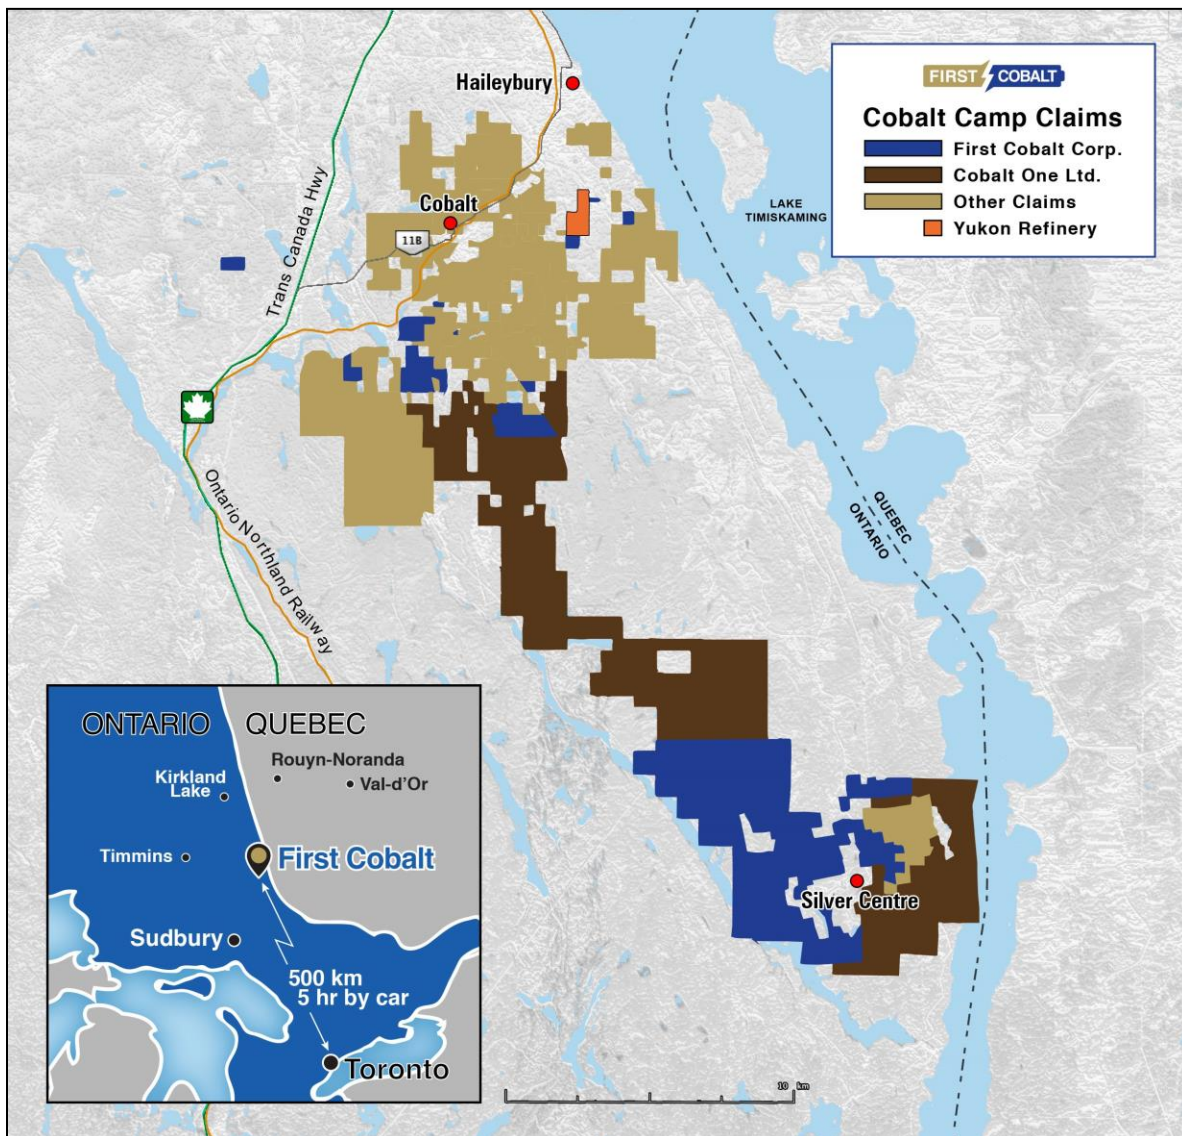 Haileybury
FIRST COBALT
Cobalt Camp Claims
First Cobalt Corp.
Cobalt One Ltd.
Other Claims
Yukon Refinery
Cobalt
11B
Trans Canada Hwy
LAKE
TIMISKAMING
Ontario Northland Railway
QUEBEC
ONTARIO
Silver Centre
ONTARIO
QUEBEC
Rouyn-Noranda
Val-d'Or
Kirkland
Lake
Timmins
First Cobalt
Sudbury
500 km
5 hr by car
Toronto
10 km